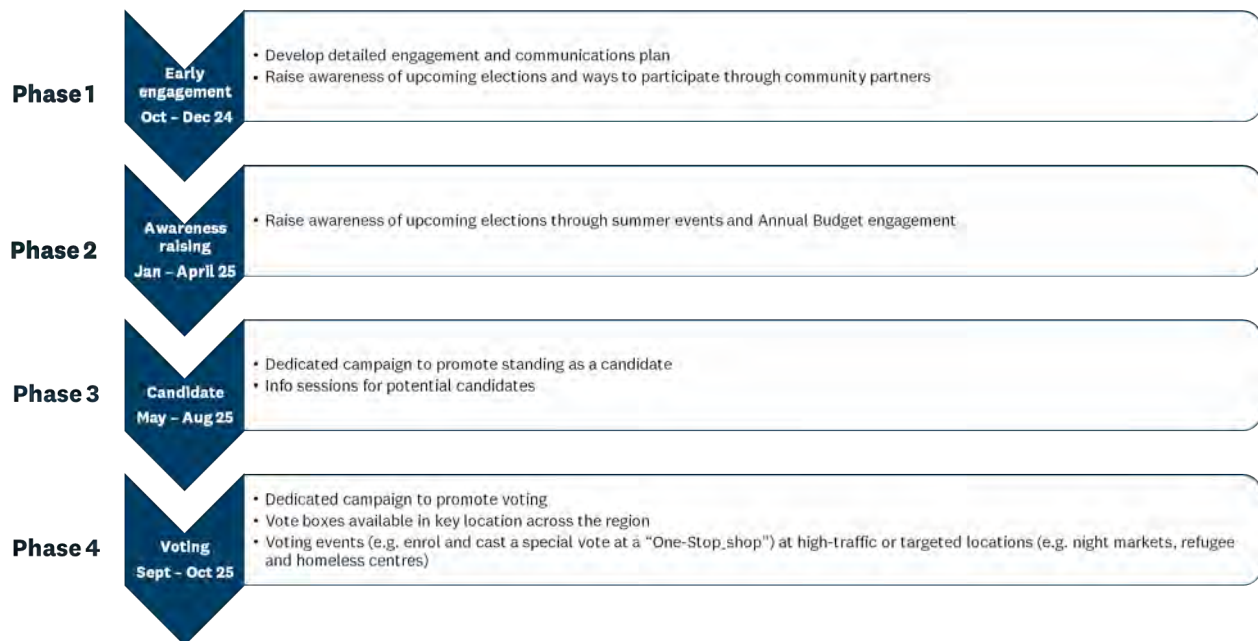 Phase 1
Early
engagement
Oct – Dec 24
• Develop detailed engagement and communications plan
• Raise awareness of upcoming elections and ways to participate through community partners
Phase 2
Awareness
raising
Jan – April 25
• Raise awareness of upcoming elections through summer events and Annual Budget engagement
Phase 3
Candidate
May – Aug 25
• Dedicated campaign to promote standing as a candidate
• Info sessions for potential candidates
Phase 4
Voting
Sept – Oct 25
• Dedicated campaign to promote voting
• Vote boxes available in key location across the region
• Voting events (e.g. enrol and cast a special vote at a “One-Stop_shop”) at high-traffic or targeted locations (e.g. night markets, refugee
and homeless centres)